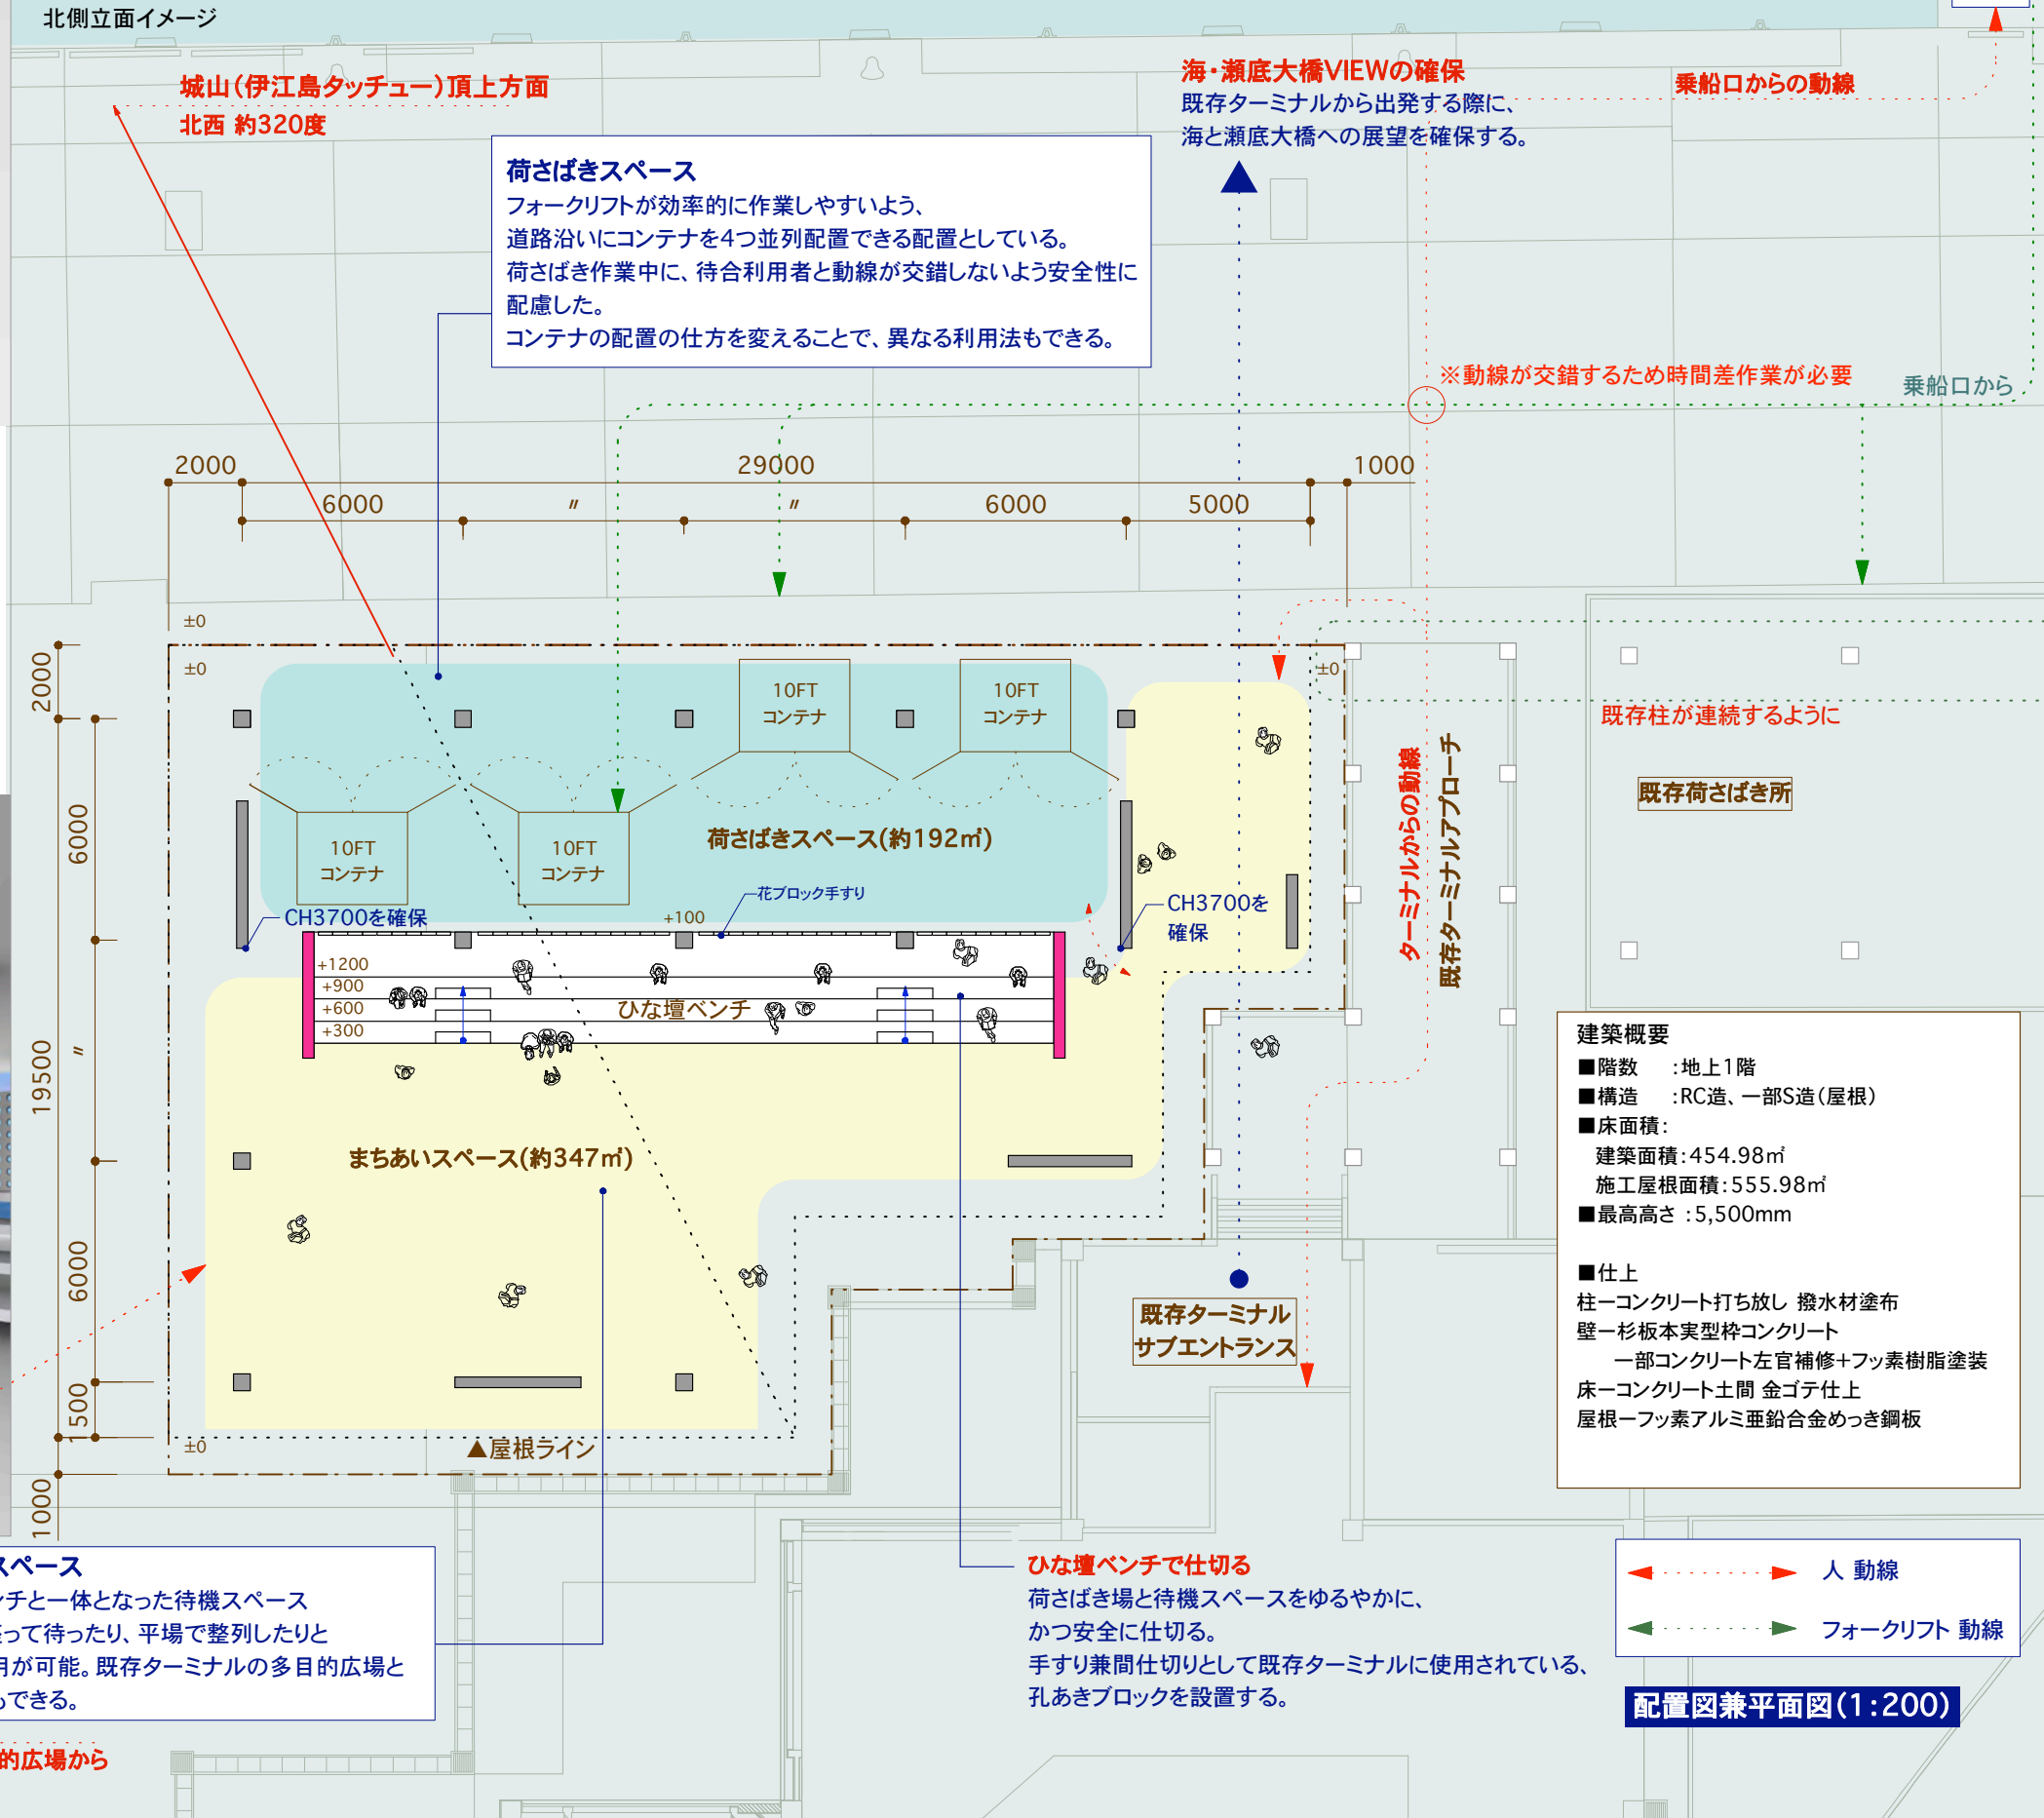 北側立面イメージ
城山（伊江島タッチュー）頂上方面
北西 約320度
海・瀬底大橋VIEWの確保
既存ターミナルから出発する際に、
海と瀬底大橋への展望を確保する。
乗船口からの動線
荷さばきスペース
フォークリフトが効率的に作業しやすいよう、
道路沿いにコンテナを4つ並列配置できる配置としている。
荷さばき作業中に、待合利用者と動線が交錯しないよう安全性に
配慮した。
コンテナの配置の仕方を変えることで、異なる利用法もできる。
※動線が交錯するため時間差作業が必要
乗船口から
2000
29000
1000
6000
〃
〃
6000
5000
±0
±0
±0
2000
6000
19500
〃
6000
1500
1000
10FT
コンテナ
10FT
コンテナ
10FT
コンテナ
10FT
コンテナ
荷さばきスペース(約192㎡)
花ブロック手すり
CH3700を確保
+100
CH3700を
確保
+1200
+900
+600
+300
ひな壇ベンチ
まちあいスペース(約347㎡)
±0
▲屋根ライン
ターミナルからの動線
既存ターミナルアプローチ
既存柱が連続するように
既存荷さばき所
既存ターミナル
サブエントランス
建築概要
■階数　：地上1階
■構造　：RC造、一部S造（屋根）
■床面積：
建築面積：454.98㎡
施工屋根面積：555.98㎡
■最高高さ ：5,500mm
■仕上
柱ーコンクリート打ち放し 撥水材塗布
壁ー杉板本実型枠コンクリート
一部コンクリート左官補修+フッ素樹脂塗装
床ーコンクリート土間 金ゴテ仕上
屋根ーフッ素アルミ亜鉛合金めっき鋼板
スペース
ンチと一体となった待機スペース
って待ったり、平場で整列したりと
用が可能。既存ターミナルの多目的広場と
もできる。
的広場から
ひな壇ベンチで仕切る
荷さばき場と待機スペースをゆるやかに、
かつ安全に仕切る。
手すり兼間仕切りとして既存ターミナルに使用されている、
孔あきブロックを設置する。
人 動線
フォークリフト 動線
配置図兼平面図(1:200)